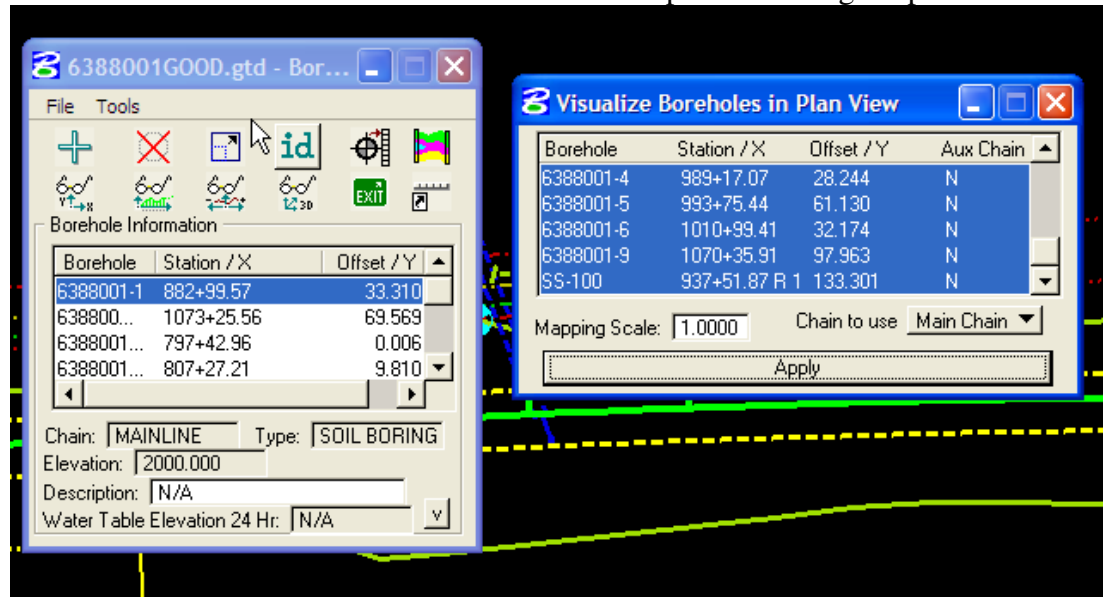 6388001GOOD.gtd - Bor...
File Tools
id
Y X
3D
EXIT
Borehole Information
Borehole Station / X Offset / Y
6388001-1 882+99.57 33.310
638800... 1073+25.56 69.569
6388001... 797+42.96 0.006
6388001... 807+27.21 9.810
Chain: MAINLINE Type: SOIL BORING
Elevation: 2000.000
Description: N/A
Water Table Elevation 24 Hr: N/A v
Visualize Boreholes in Plan View
Borehole Station / X Offset / Y Aux Chain
6388001-4 989+17.07 28.244 N
6388001-5 993+75.44 61.130 N
6388001-6 1010+99.41 32.174 N
6388001-9 1070+35.91 97.963 N
SS-100 937+51.87 R 1 133.301 N
Mapping Scale: 1.0000 Chain to use Main Chain
Apply